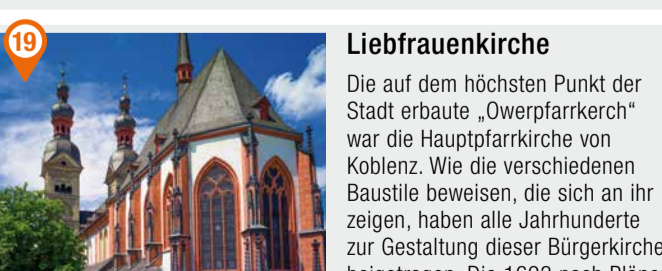 19
Liebfrauenkirche
Die auf dem höchsten Punkt der
Stadt erbaute „Owerpfarrkerch“
war die Hauptpfarrkirche von
Koblenz. Wie die verschiedenen
Baustile beweisen, die sich an ihr
zeigen, haben alle Jahrhunderte
zur Gestaltung dieser Bürgerkirche